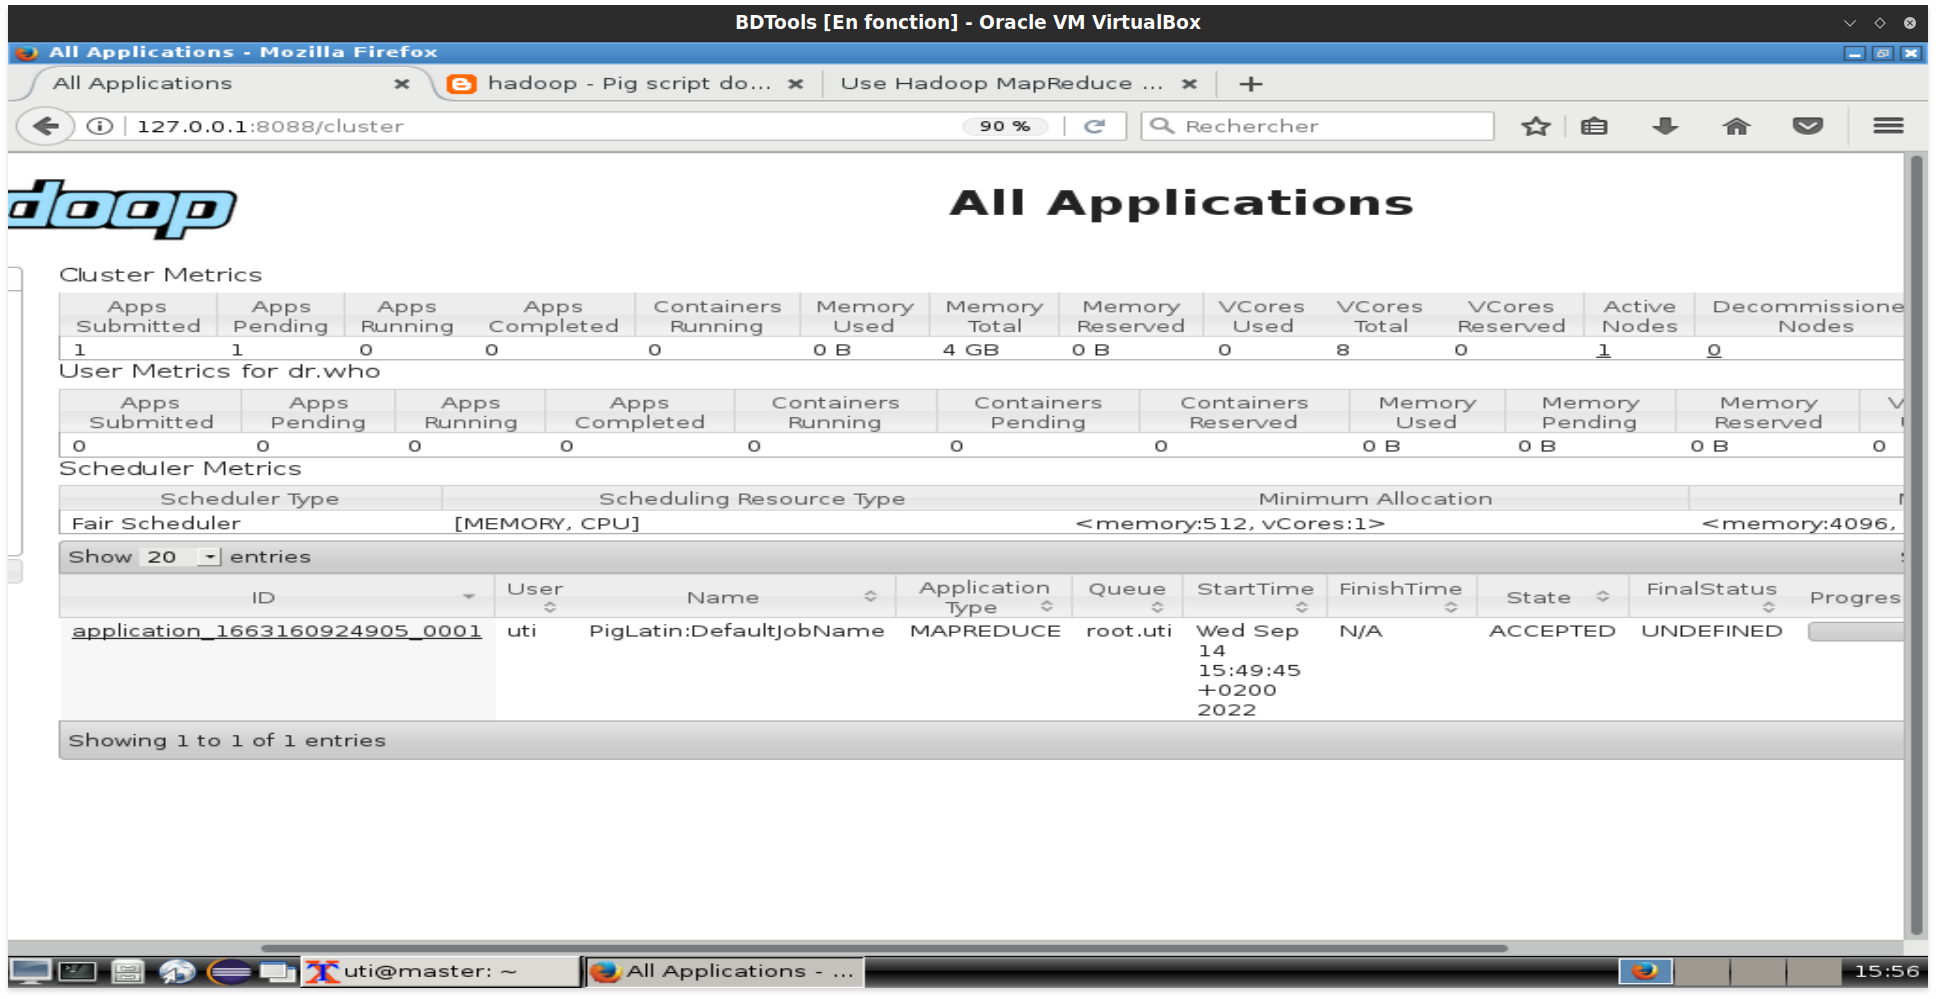 BDTools [En fonction] - Oracle VM VirtualBox
All Applications - Mozilla Firefox
All Applications
hadoop - Pig script do...
Use Hadoop MapReduce ...
127.0.0.1:8088/cluster
90 %
Rechercher
doop
All Applications
Cluster Metrics
Apps Submitted Apps Pending Apps Running Apps Completed Containers Running Memory Used Memory Total Memory Reserved VCores Used VCores Total VCores Reserved Active Nodes Decommissione Nodes
1 1 0 0 0 0 B 4 GB 0 B 0 8 0 1 0
User Metrics for dr.who
Apps Submitted Apps Pending Apps Running Apps Completed Containers Running Containers Pending Containers Reserved Memory Used Memory Pending Memory Reserved
0 0 0 0 0 0 0 0 B 0 B 0 B 0
Scheduler Metrics
Scheduler Type Scheduling Resource Type Minimum Allocation
Fair Scheduler [MEMORY, CPU] <memory:512, vCores:1> <memory:4096,
Show 20 entries
ID User Name Application Type Queue StartTime FinishTime State FinalStatus Progres
application_1663160924905_0001 uti PigLatin:DefaultJobName MAPREDUCE root.uti Wed Sep N/A ACCEPTED UNDEFINED
14
15:49:45
+0200
2022
Showing 1 to 1 of 1 entries
uti@master: ~
All Applications - ...
15:56